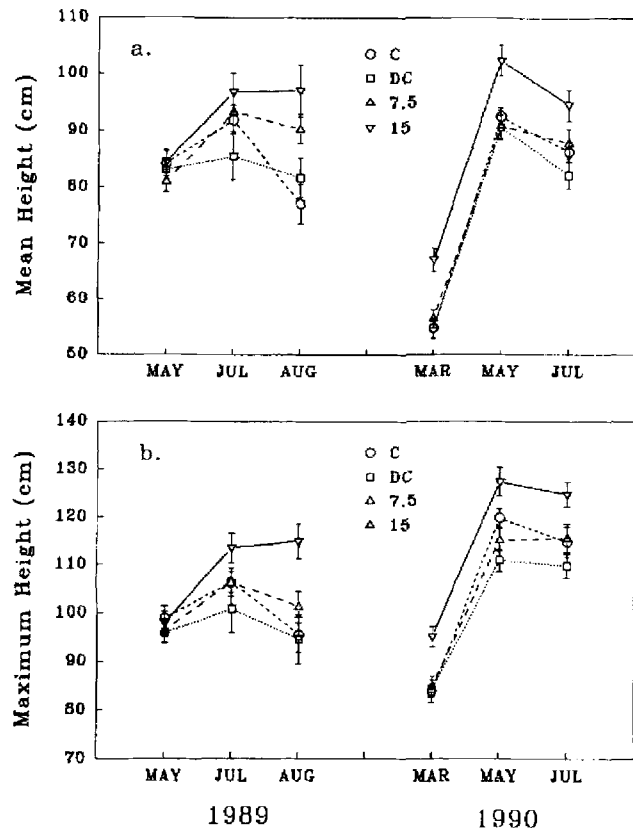 a.
C
DC
7.5
15
Mean Height (cm)
110
100
90
80
70
60
50
MAY JUL AUG MAR MAY JUL
b.
C
DC
7.5
15
Maximum Height (cm)
140
130
120
110
100
90
80
70
MAY JUL AUG MAR MAY JUL
1989 1990